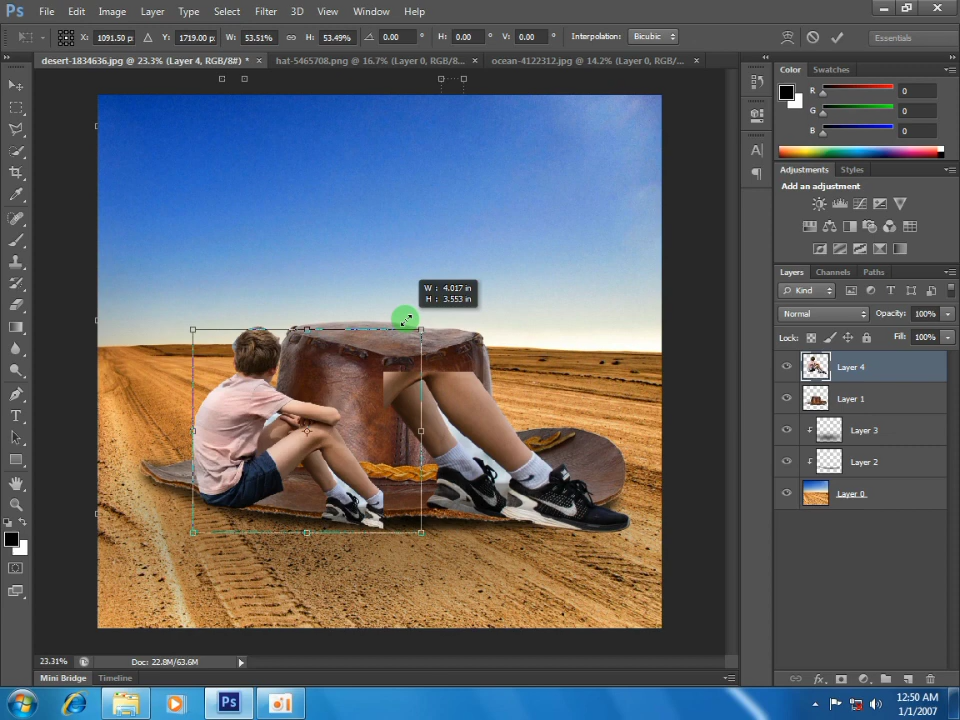 Ps File Edit Image Layer Type Select Filter 3D View Window Help
X: 1091.50 p Y: 1719.00 p W: 53.51% H: 53.49% 0.00 ° H: 0.00 ° V: 0.00 ° Interpolation: Bicubic Essentials
desert-1834636.jpg @ 23.3% (Layer 4, RGB/8#) * × hat-5465708.png @ 16.7% (Layer 0, RGB/8... × ocean-4122312.jpg @ 14.2% (Layer 0, RGB/8... ×
Color Swatches
R 0
G 0
B 0
Adjustments Styles
Add an adjustment
Layers Channels Paths
Kind
Normal Opacity: 100%
Lock: Fill: 100%
Layer 4
Layer 1
Layer 3
Layer 2
Layer 0
W : 4.017 in
H : 3.553 in
23.31% Doc: 22.8M/63.6M
Mini Bridge Timeline
Ps
12:50 AM
1/1/2007